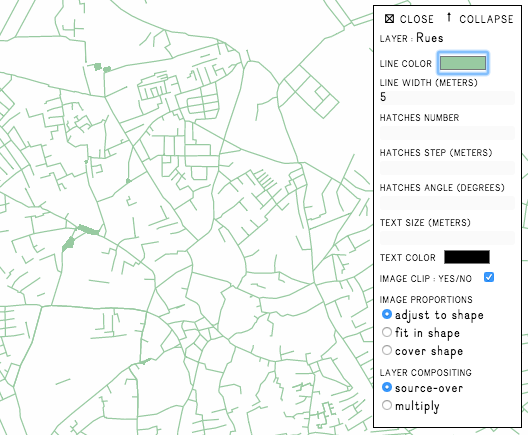 CLOSE ↑ COLLAPSE
LAYER : Rues
LINE COLOR
LINE WIDTH (METERS)
5
HATCHES NUMBER
HATCHES STEP (METERS)
HATCHES ANGLE (DEGREES)
TEXT SIZE (METERS)
TEXT COLOR
IMAGE CLIP : YES/NO
IMAGE PROPORTIONS
adjust to shape
fit in shape
cover shape
LAYER COMPOSITING
source-over
multiply